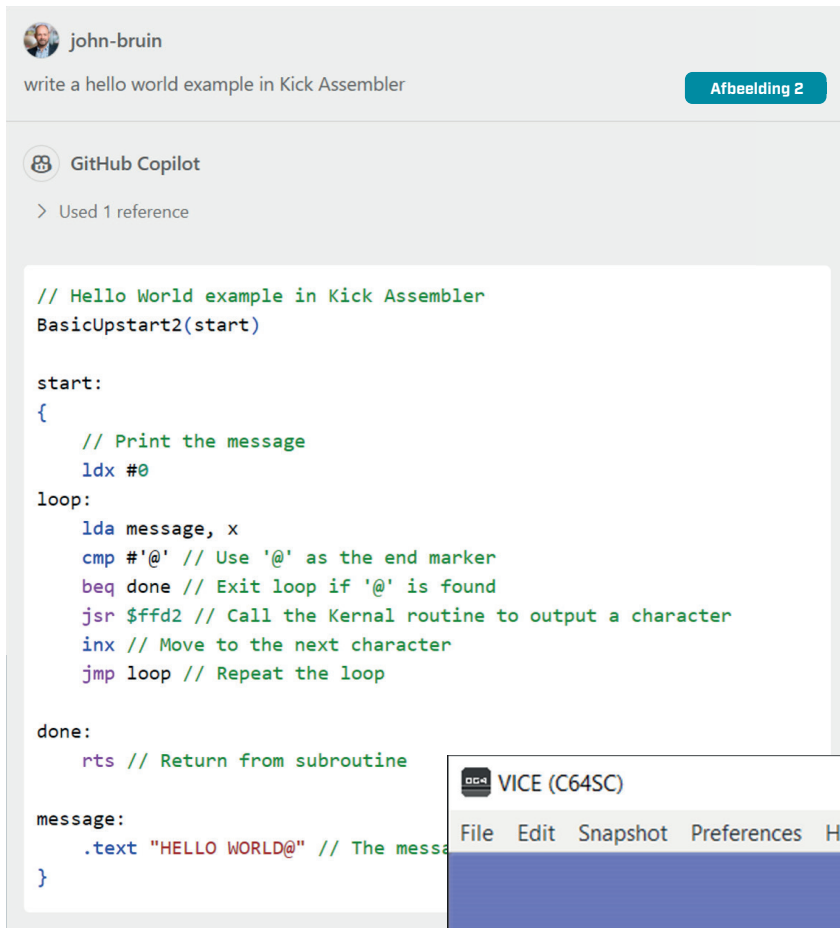 john-bruin
write a hello world example in Kick Assembler
Afbeelding 2
GitHub Copilot
> Used 1 reference
// Hello World example in Kick Assembler
BasicUpstart2(start)
start:
{
// Print the message
ldx #0
loop:
lda message, x
cmp #'@' // Use '@' as the end marker
beq done // Exit loop if '@' is found
jsr $ffd2 // Call the Kernal routine to output a character
inx // Move to the next character
jmp loop // Repeat the loop
done:
rts // Return from subroutine
message:
.text "HELLO WORLD@" // The messa
}
VICE (C64SC)
File Edit Snapshot Preferences H